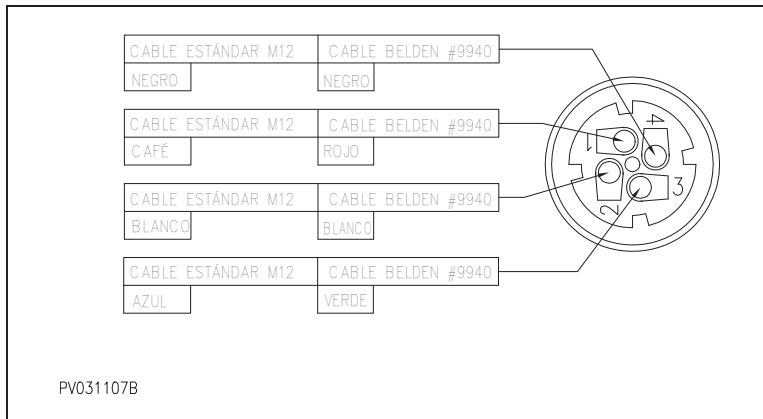 CABLE ESTÁNDAR M12 CABLE BELDEN #9940
NEGRO NEGRO
CABLE ESTÁNDAR M12 CABLE BELDEN #9940
CAFÉ ROJO
CABLE ESTÁNDAR M12 CABLE BELDEN #9940
BLANCO BLANCO
CABLE ESTÁNDAR M12 CABLE BELDEN #9940
AZUL VERDE
1
4
2
3
PV031107B